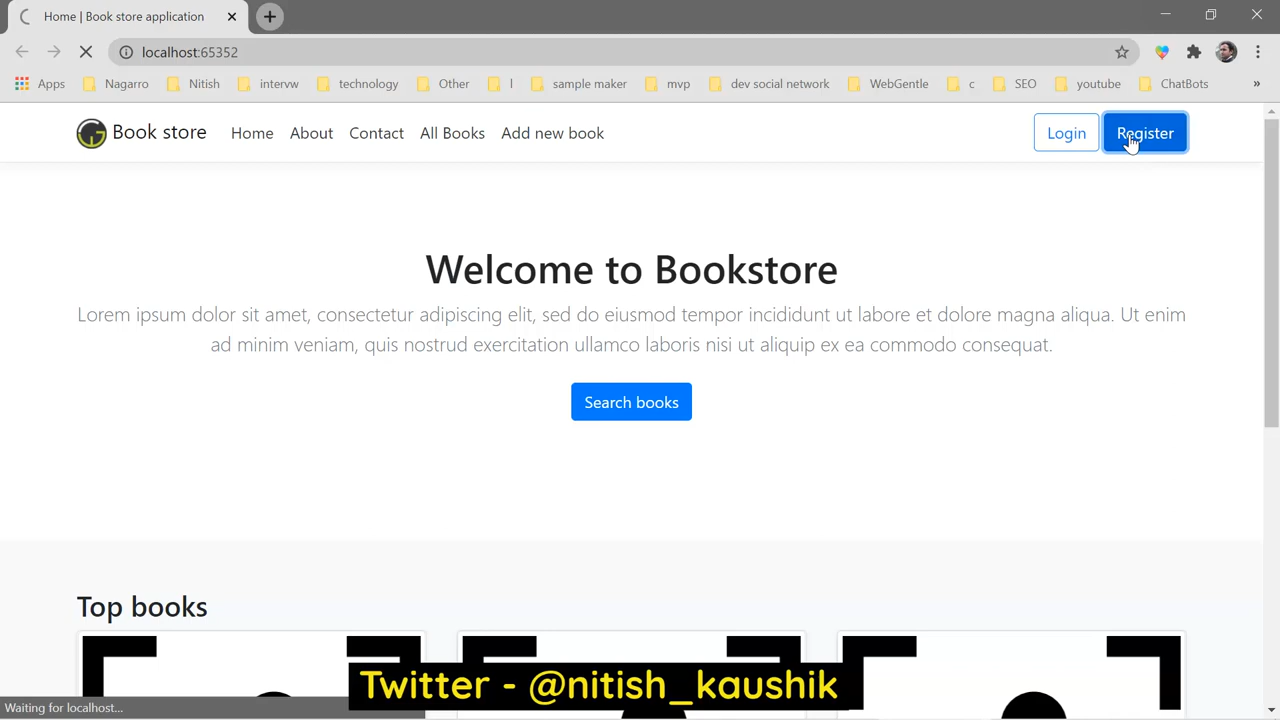 Home | Book store application
localhost:65352
Apps Nagarro Nitish intervw technology Other l sample maker mvp dev social network WebGentle c SEO youtube ChatBots »
Book store Home About Contact All Books Add new book Login Register
Welcome to Bookstore
Lorem ipsum dolor sit amet, consectetur adipiscing elit, sed do eiusmod tempor incididunt ut labore et dolore magna aliqua. Ut enim
ad minim veniam, quis nostrud exercitation ullamco laboris nisi ut aliquip ex ea commodo consequat.
Search books
Top books
Twitter - @nitish_kaushik
Waiting for localhost...